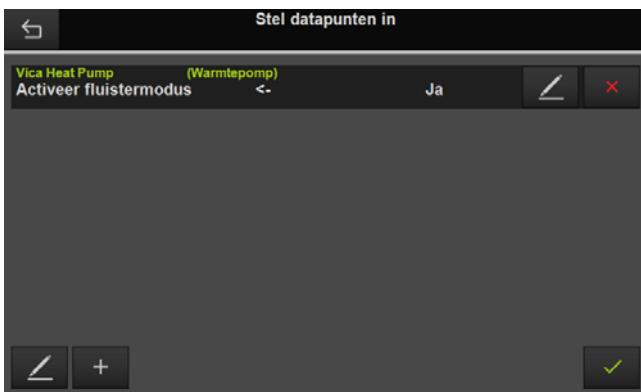 Stel datapunten in
Vica Heat Pump (Warmtepomp)
Activeer fluistermodus <- Ja